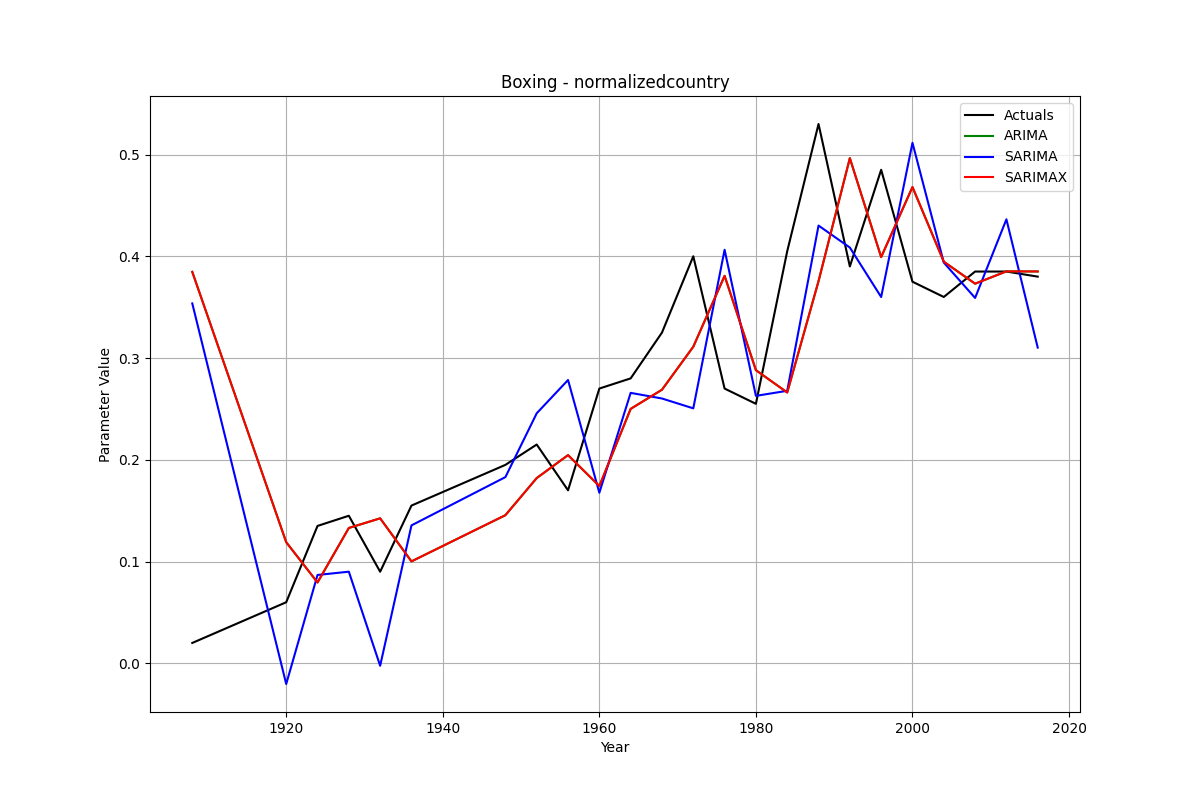 Boxing - normalizedcountry
Actuals
ARIMA
SARIMA
SARIMAX
0.5
0.4
0.3
0.2
0.1
0.0
Parameter Value
1920 1940 1960 1980 2000 2020
Year